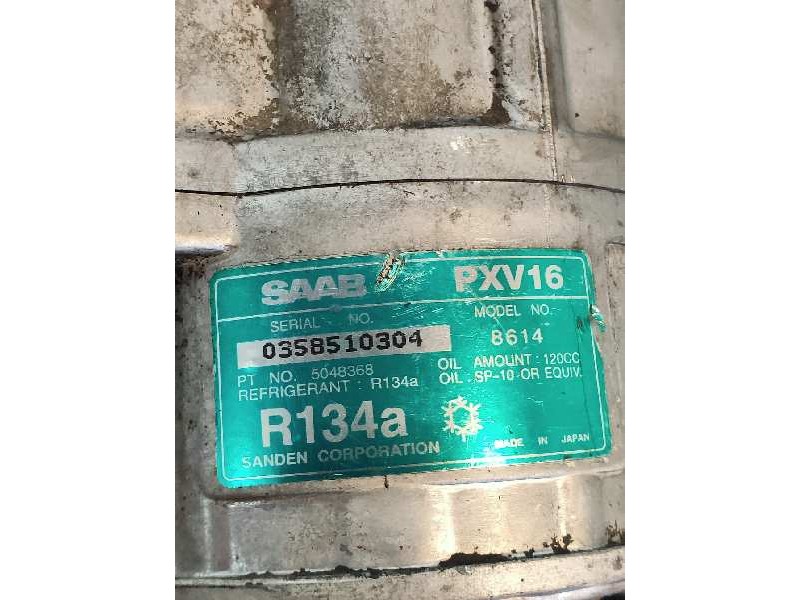 SAAB PXV16
SERIAL NO. MODEL NO.
0358510304 8614
PT NO. 5048368 OIL AMOUNT : 120CC
REFRIGERANT : R134a OIL SP-10 OR EQUIV.
R134a
SANDEN CORPORATION MADE IN JAPAN